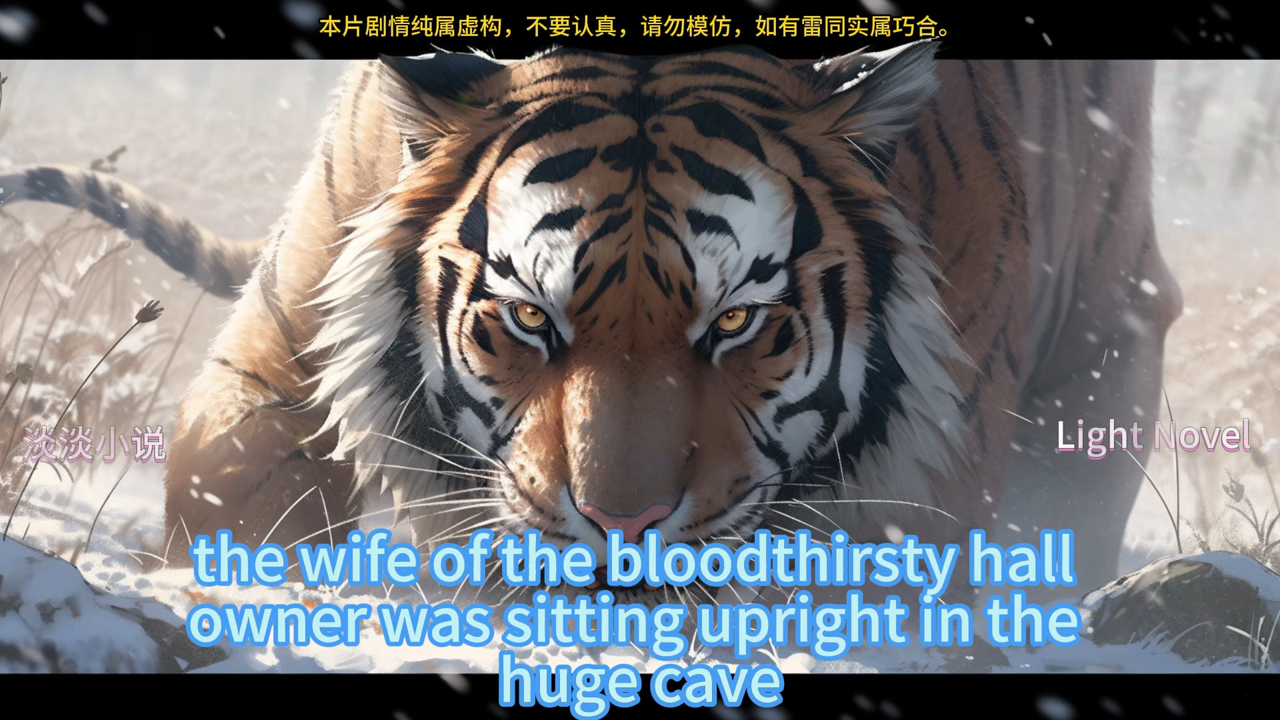 本片剧情纯属虚构，不要认真，请勿模仿，如有雷同实属巧合。
淡淡小说
Light Novel
the wife of the bloodthirsty hall
owner was sitting upright in the
huge cave